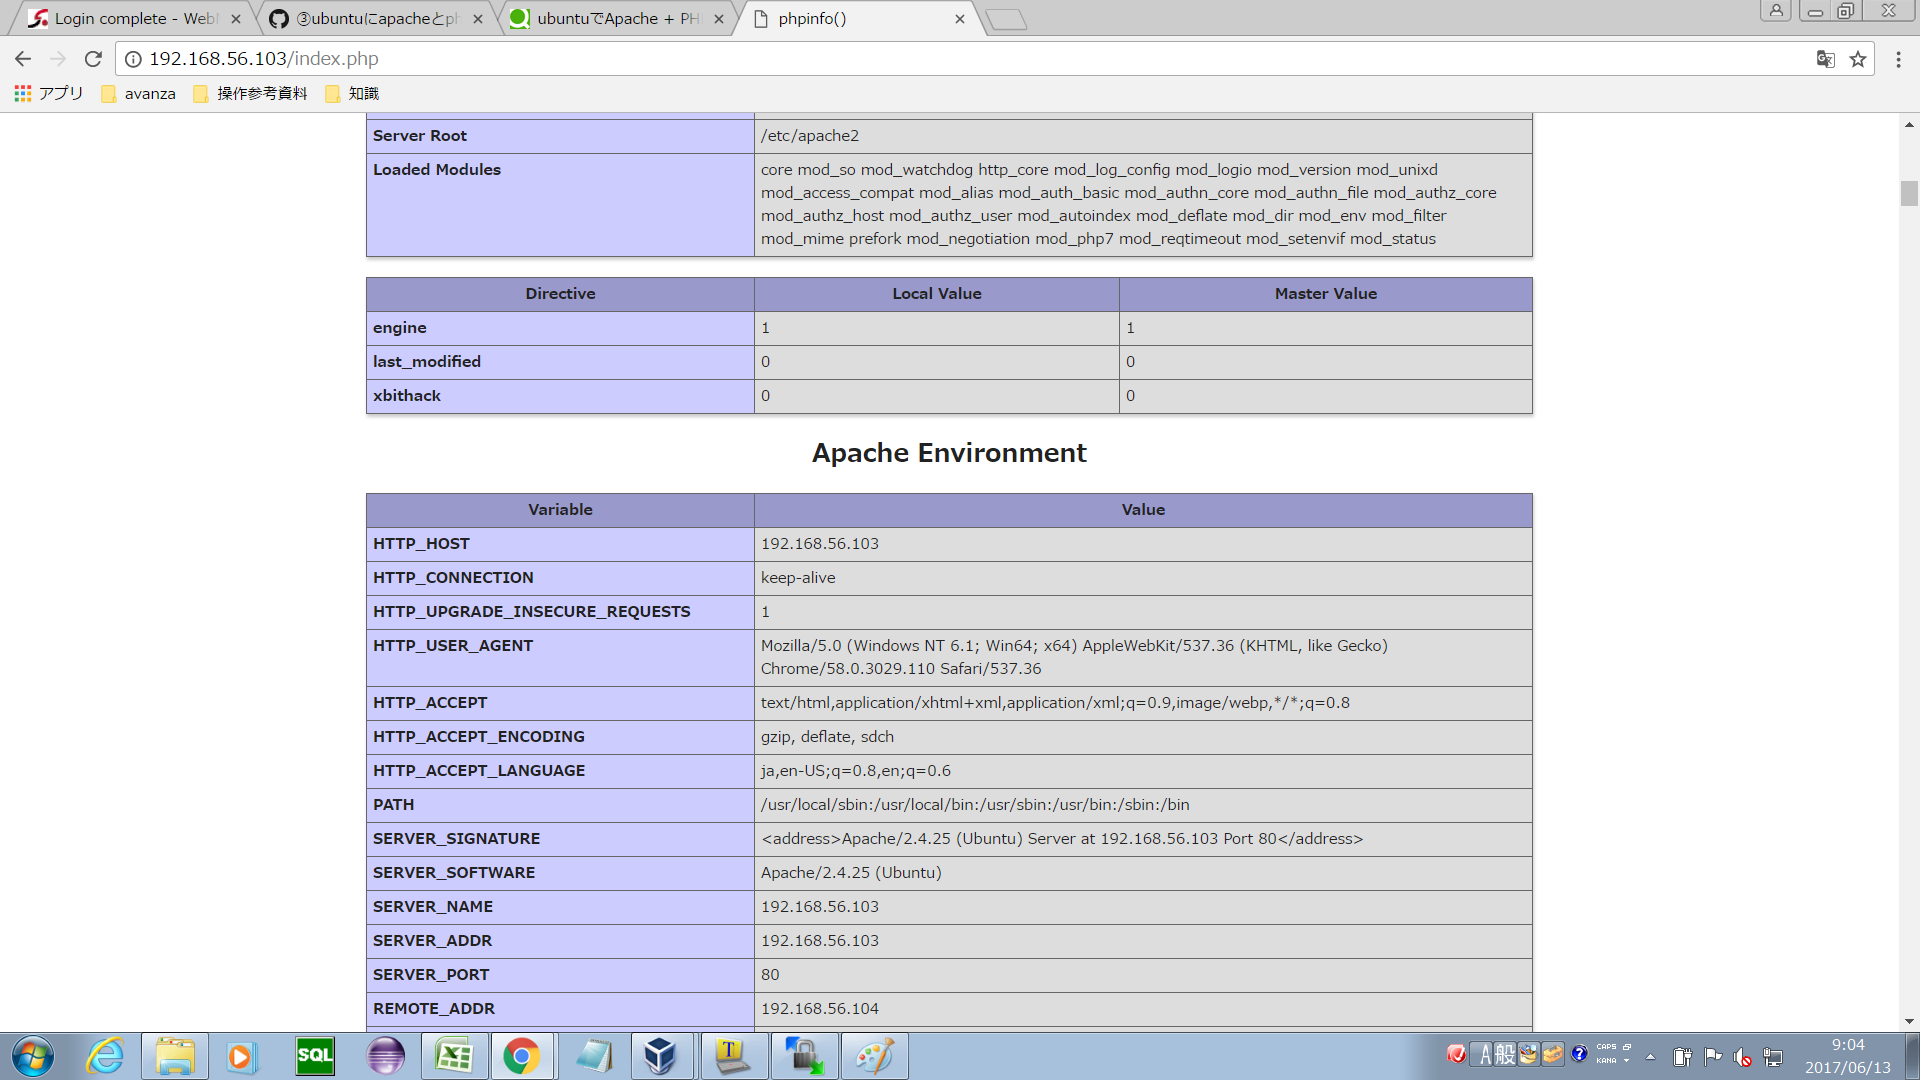 Login complete - Web
③ubuntuにapacheとph
ubuntuでApache + PH
phpinfo()
192.168.56.103/index.php
アプリ avanza 操作参考資料 知識
Server Root /etc/apache2
Loaded Modules core mod_so mod_watchdog http_core mod_log_config mod_logio mod_version mod_unixd
mod_access_compat mod_alias mod_auth_basic mod_authn_core mod_authn_file mod_authz_core
mod_authz_host mod_authz_user mod_autoindex mod_deflate mod_dir mod_env mod_filter
mod_mime prefork mod_negotiation mod_php7 mod_reqtimeout mod_setenvif mod_status
Directive Local Value Master Value
engine 1 1
last_modified 0 0
xbithack 0 0
Apache Environment
Variable Value
HTTP_HOST 192.168.56.103
HTTP_CONNECTION keep-alive
HTTP_UPGRADE_INSECURE_REQUESTS 1
HTTP_USER_AGENT Mozilla/5.0 (Windows NT 6.1; Win64; x64) AppleWebKit/537.36 (KHTML, like Gecko)
Chrome/58.0.3029.110 Safari/537.36
HTTP_ACCEPT text/html,application/xhtml+xml,application/xml;q=0.9,image/webp,*/*;q=0.8
HTTP_ACCEPT_ENCODING gzip, deflate, sdch
HTTP_ACCEPT_LANGUAGE ja,en-US;q=0.8,en;q=0.6
PATH /usr/local/sbin:/usr/local/bin:/usr/sbin:/usr/bin:/sbin:/bin
SERVER_SIGNATURE <address>Apache/2.4.25 (Ubuntu) Server at 192.168.56.103 Port 80</address>
SERVER_SOFTWARE Apache/2.4.25 (Ubuntu)
SERVER_NAME 192.168.56.103
SERVER_ADDR 192.168.56.103
SERVER_PORT 80
REMOTE_ADDR 192.168.56.104
SQL
A般
CAPS
KANA
9:04
2017/06/13